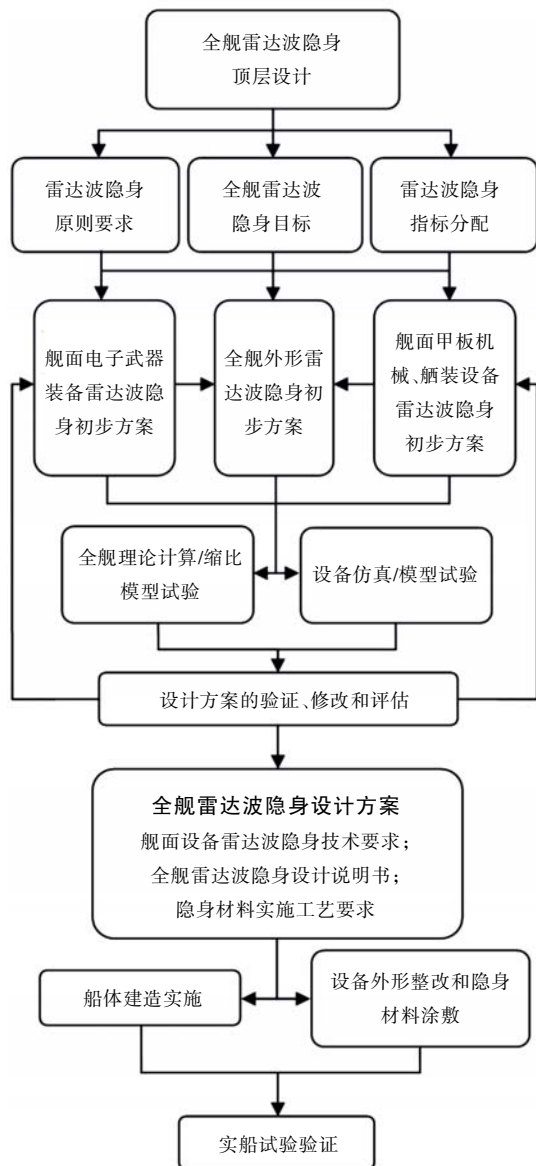 全舰雷达波隐身
顶层设计
雷达波隐身
原则要求
全舰雷达波
隐身目标
雷达波隐身
指标分配
舰面电子武器
装备雷达波隐
身初步方案
全舰外形雷
达波隐身初
步方案
舰面甲板机
械、舾装设备
雷达波隐身
初步方案
全舰理论计算/缩比
模型试验
设备仿真/模型试验
设计方案的验证、修改和评估
全舰雷达波隐身设计方案
舰面设备雷达波隐身技术要求;
全舰雷达波隐身设计说明书;
隐身材料实施工艺要求
船体建造实施
设备外形整改和隐身
材料涂敷
实船试验验证